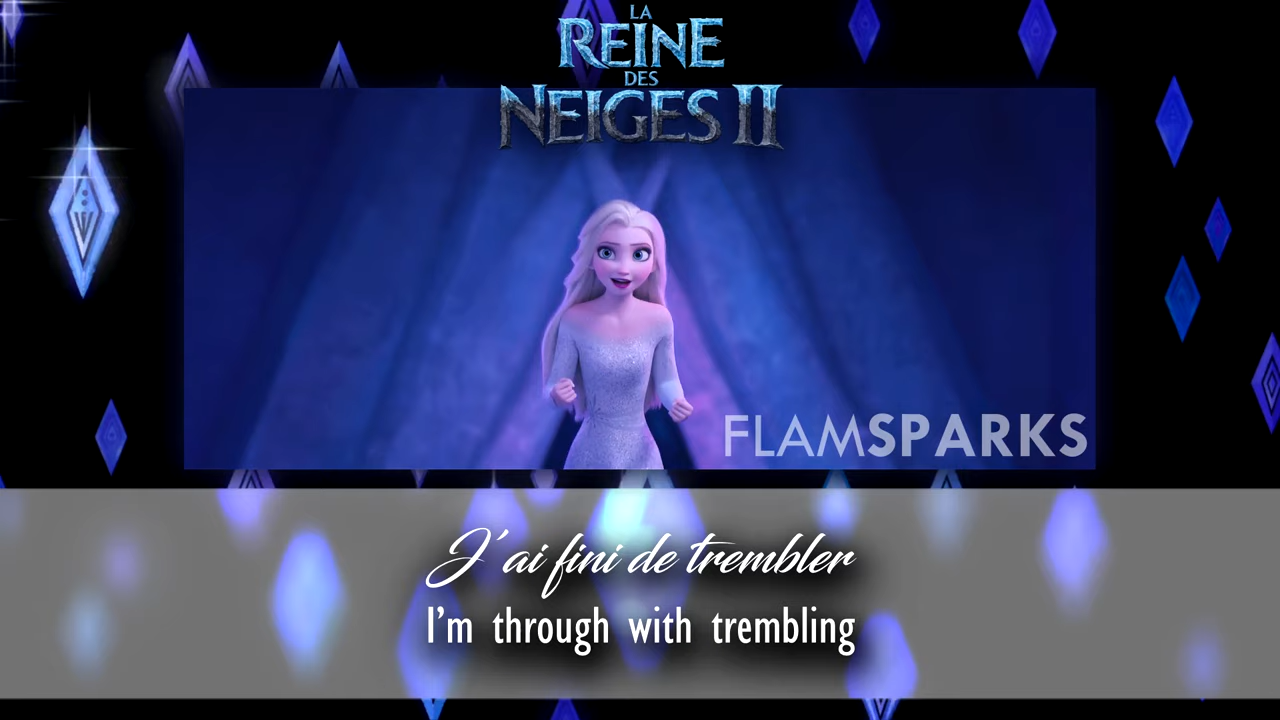 LA
REINE
DES
NEIGES II
FLAMSPARKS
J'ai fini de trembler
I'm through with trembling